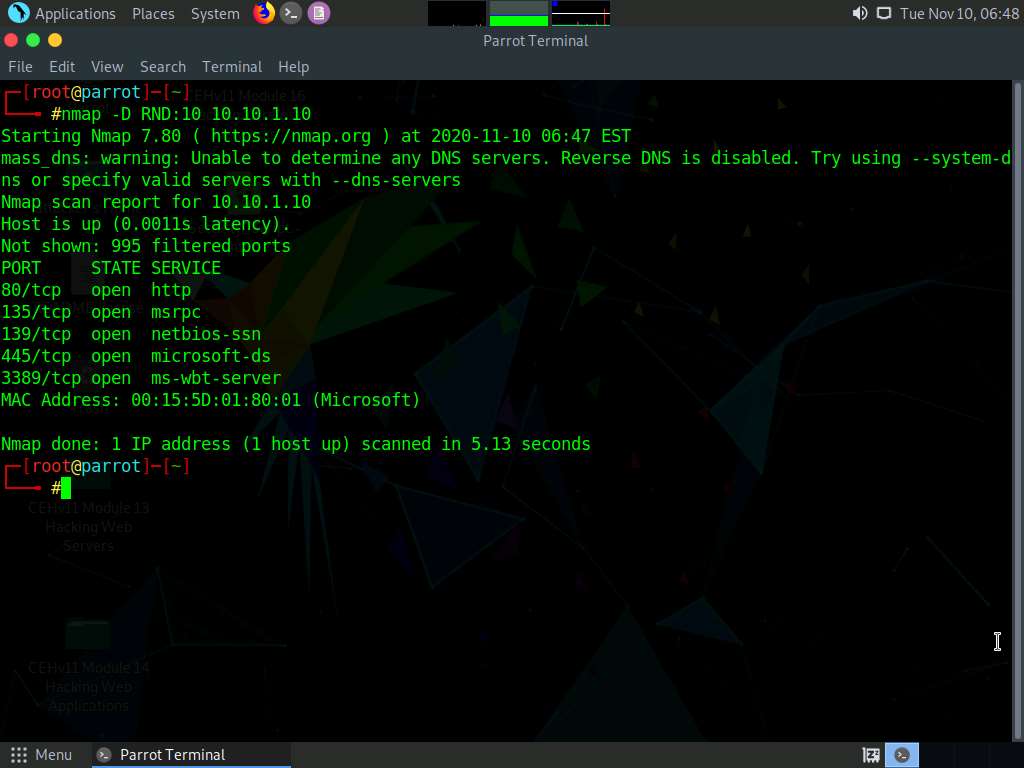 Applications Places System Tue Nov 10, 06:48
Parrot Terminal
File Edit View Search Terminal Help
┌─[root@parrot]─[~]
└──╼ #nmap -D RND:10 10.10.1.10
Starting Nmap 7.80 ( https://nmap.org ) at 2020-11-10 06:47 EST
mass_dns: warning: Unable to determine any DNS servers. Reverse DNS is disabled. Try using --system-d
ns or specify valid servers with --dns-servers
Nmap scan report for 10.10.1.10
Host is up (0.0011s latency).
Not shown: 995 filtered ports
PORT     STATE SERVICE
80/tcp   open  http
135/tcp  open  msrpc
139/tcp  open  netbios-ssn
445/tcp  open  microsoft-ds
3389/tcp open  ms-wbt-server
MAC Address: 00:15:5D:01:80:01 (Microsoft)
Nmap done: 1 IP address (1 host up) scanned in 5.13 seconds
┌─[root@parrot]─[~]
└──╼ #
CEHv11 Module 13
Hacking Web
Servers
CEHv11 Module 14
Hacking Web
Applications
Menu Parrot Terminal